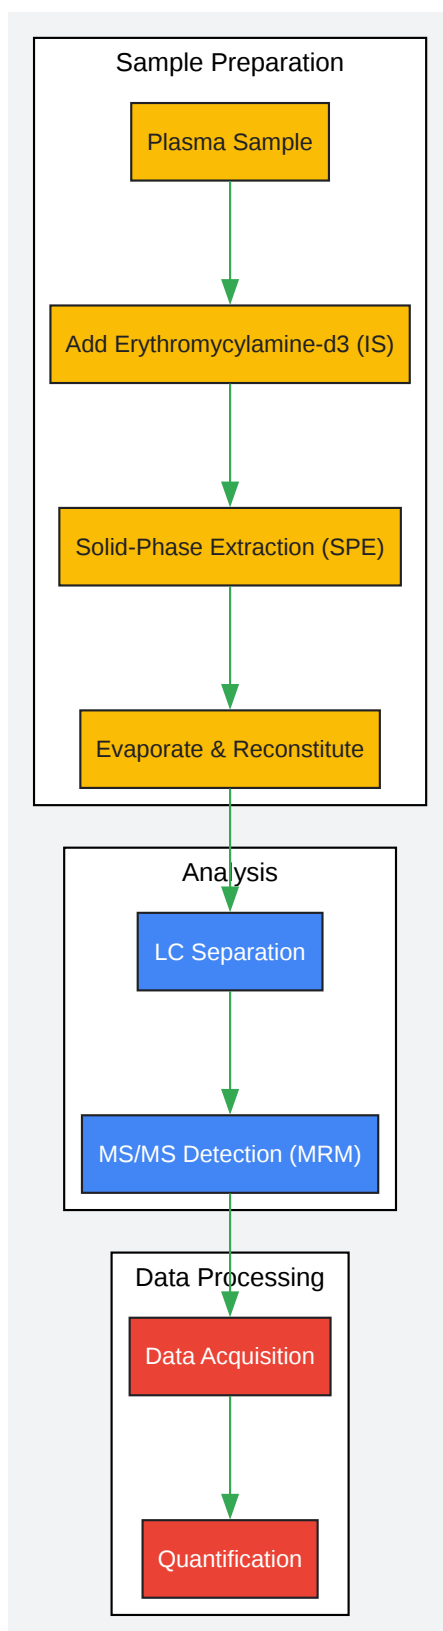 Sample Preparation
Plasma Sample
Add Erythromycylamine-d3 (IS)
Solid-Phase Extraction (SPE)
Evaporate & Reconstitute
Analysis
LC Separation
MS/MS Detection (MRM)
Data Processing
Data Acquisition
Quantification